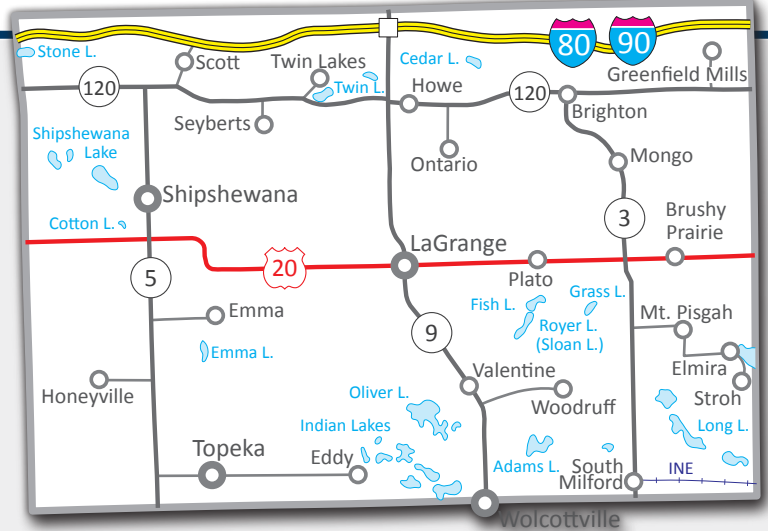 80
90
Stone L.
Scott
Twin Lakes
Cedar L.
Greenfield Mills
120
Twin L.
Howe
120
Brighton
Seyberts
Shipshewana
Lake
Ontario
Mongo
Shipshewana
3
Brushy
Prairie
Cotton L.
LaGrange
20
5
Plato
Grass L.
Emma
Fish L.
Royer L.
(Sloan L.)
Mt. Pisgah
9
Emma L.
Elmira
Valentine
Honeyville
Oliver L.
Woodruff
Stroh
Indian Lakes
Long L.
Topeka
Eddy
Adams L.
South
Milford
INE
Wolcottville